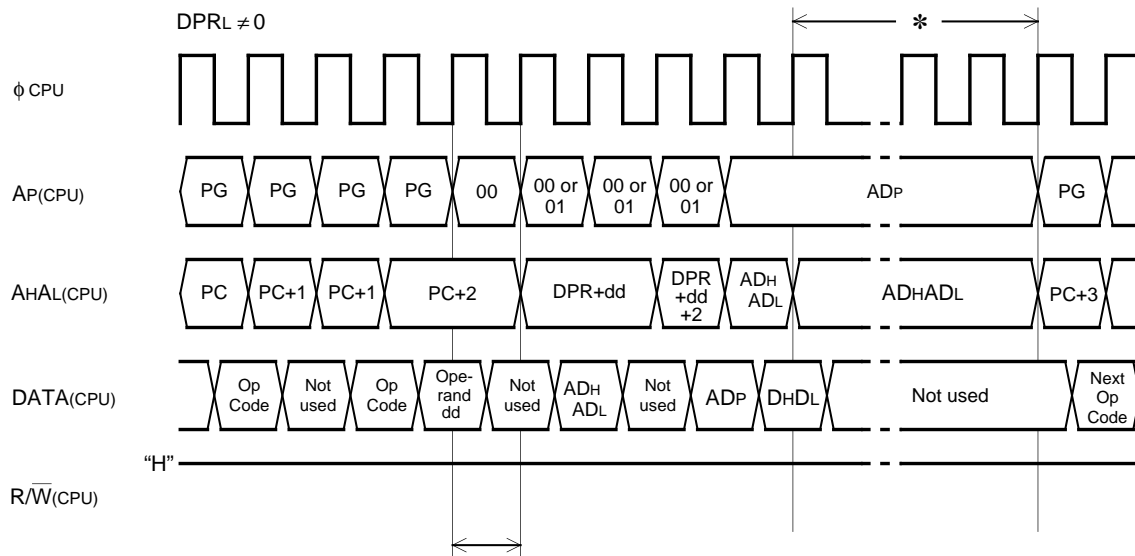 DPRL ≠ 0
*
ϕ CPU
AP(CPU)
PG
PG
PG
PG
00
00 or
01
00 or
01
00 or
01
ADP
PG
AHAL(CPU)
PC
PC+1
PC+1
PC+2
DPR+dd
DPR
+dd
+2
ADH
ADL
ADHADL
PC+3
DATA(CPU)
Op
Code
Not
used
Op
Code
Ope-
rand
dd
Not
used
ADH
ADL
Not
used
ADP
DHDL
Not used
Next
Op
Code
“H”
R/W̅(CPU)